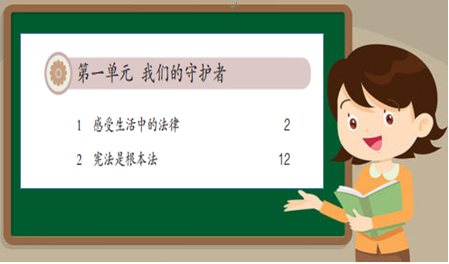 第一单元 我们的守护者
1 感受生活中的法律 2
2 宪法是根本法 12